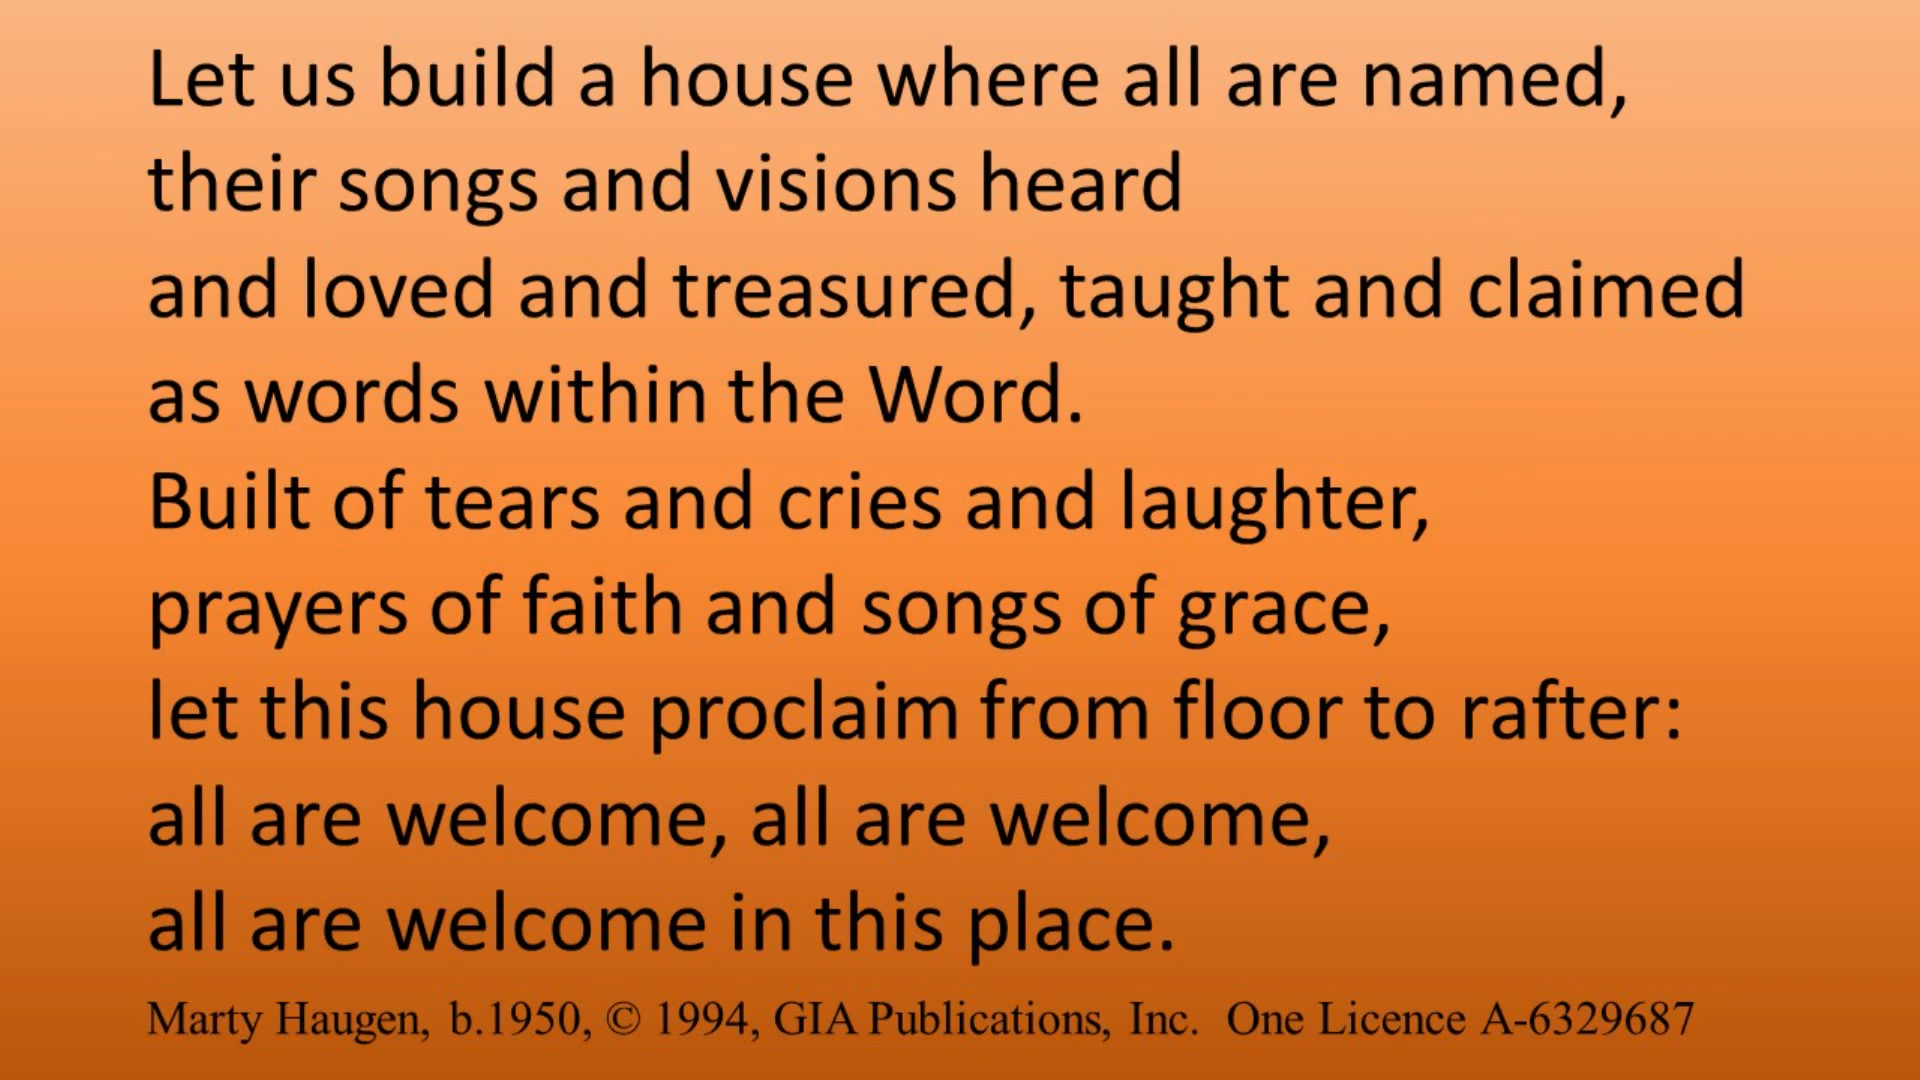 Let us build a house where all are named,
their songs and visions heard
and loved and treasured, taught and claimed
as words within the Word.
Built of tears and cries and laughter,
prayers of faith and songs of grace,
let this house proclaim from floor to rafter:
all are welcome, all are welcome,
all are welcome in this place.
Marty Haugen, b.1950, © 1994, GIA Publications, Inc. One Licence A-6329687